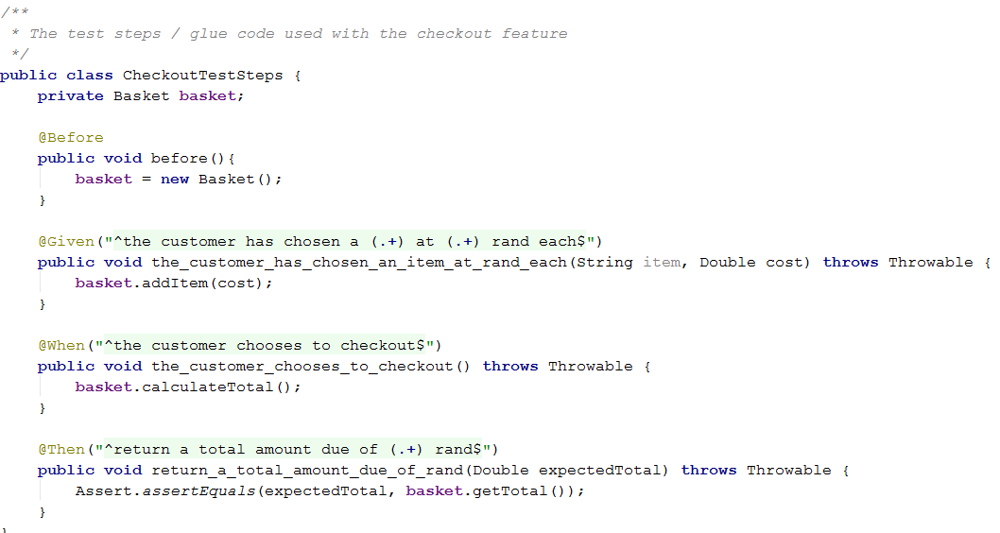 /**
 * The test steps / glue code used with the checkout feature
 */
public class CheckoutTestSteps {
    private Basket basket;

    @Before
    public void before(){
        basket = new Basket();
    }

    @Given("^the customer has chosen a (.+) at (.+) rand each$")
    public void the_customer_has_chosen_an_item_at_rand_each(String item, Double cost) throws Throwable {
        basket.addItem(cost);
    }

    @When("^the customer chooses to checkout$")
    public void the_customer_chooses_to_checkout() throws Throwable {
        basket.calculateTotal();
    }

    @Then("^return a total amount due of (.+) rand$")
    public void return_a_total_amount_due_of_rand(Double expectedTotal) throws Throwable {
        Assert.assertEquals(expectedTotal, basket.getTotal());
    }
}